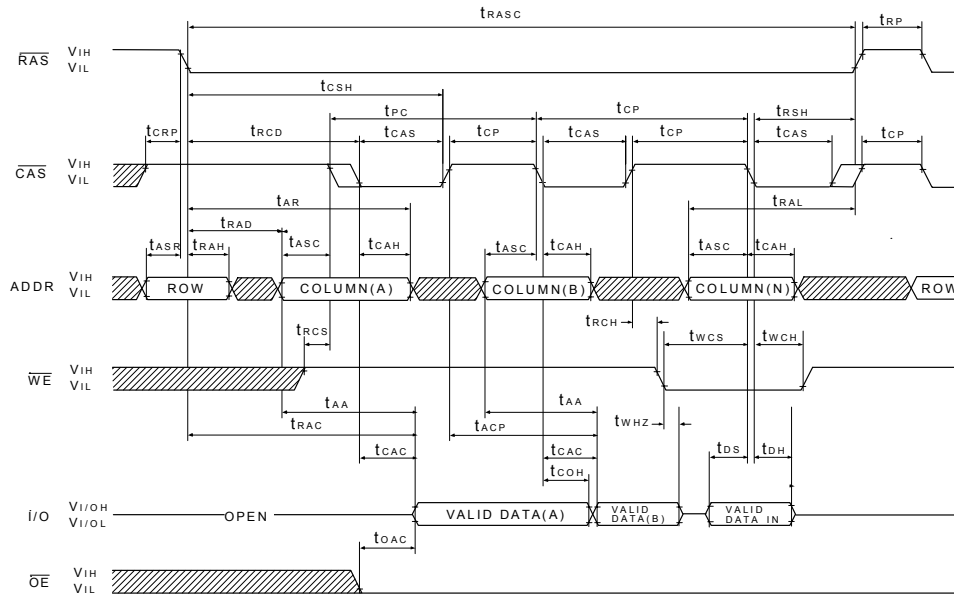 tRASC tRP
RAS VIH
VIL
tCSH
tPC tCP tRSH
tCRP tRCD tCAS tCP tCAS tCP tCAS tCP
CAS VIH
VIL
tAR tRAL
tRAD
tASR tRAH tASC tCAH tASC tCAH tASC tCAH
ADDR VIH
VIL
ROW COLUMN(A) COLUMN(B) COLUMN(N) ROW
tRCS tRCH tWCS tWCH
WE VIH
VIL
tAA tAA
tRAC tACP tWHZ
tCAC tCAC tDS tDH
tCOH
I/O VI/OH
VI/OL
OPEN VALID DATA(A) VALID DATA(B) VALID DATA IN
tOAC
OE VIH
VIL